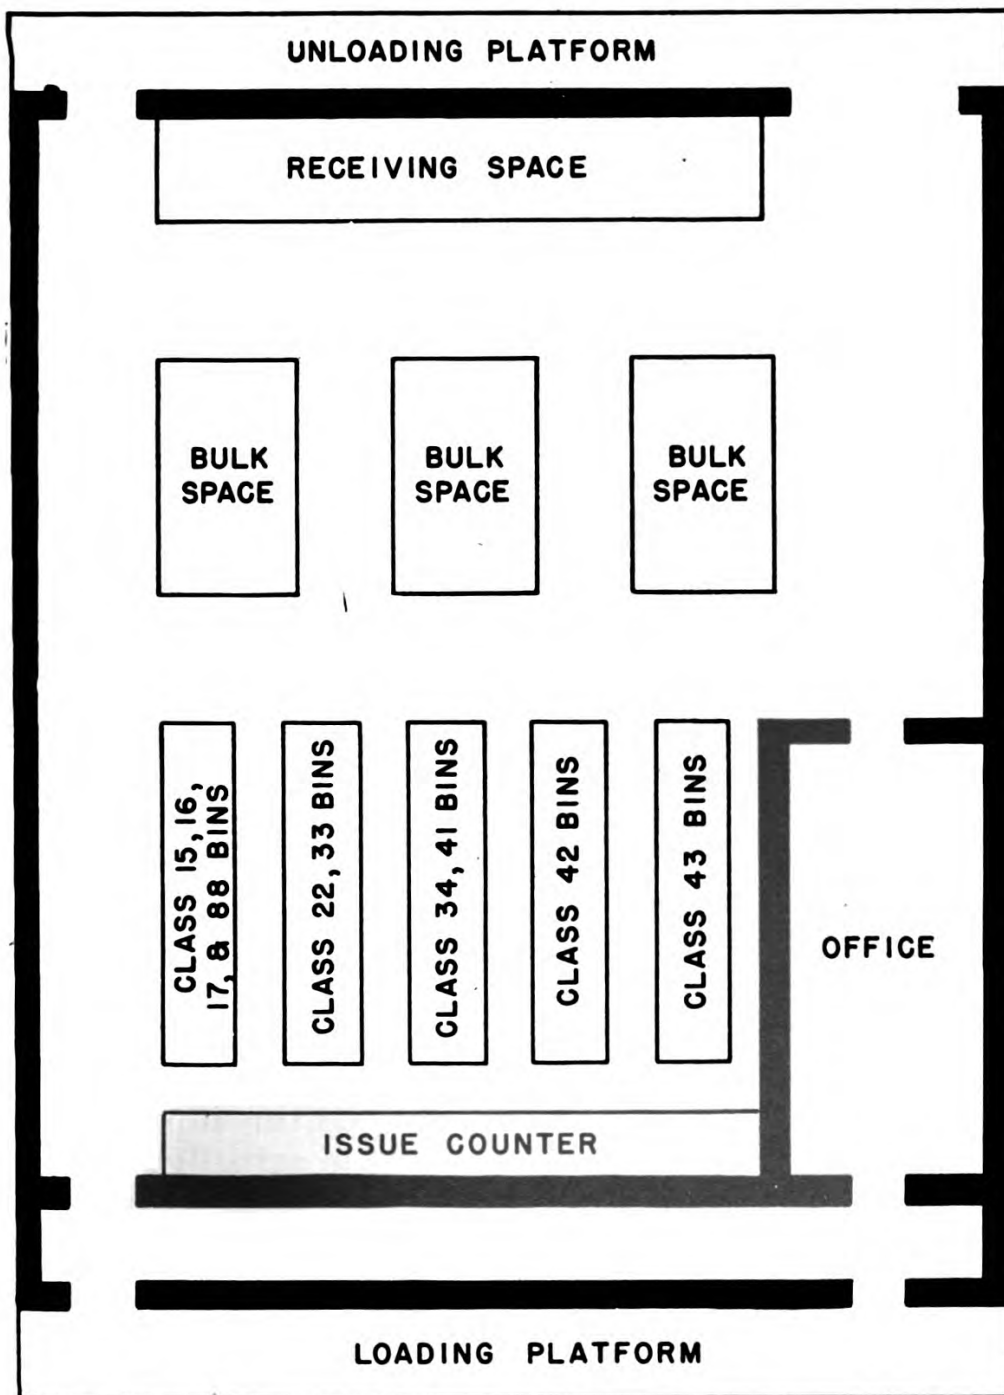 UNLOADING PLATFORM
RECEIVING SPACE
BULK
SPACE
BULK
SPACE
BULK
SPACE
CLASS 15, 16,
17, & 88 BINS
CLASS 22, 33 BINS
CLASS 34, 41 BINS
CLASS 42 BINS
CLASS 43 BINS
OFFICE
ISSUE COUNTER
LOADING PLATFORM